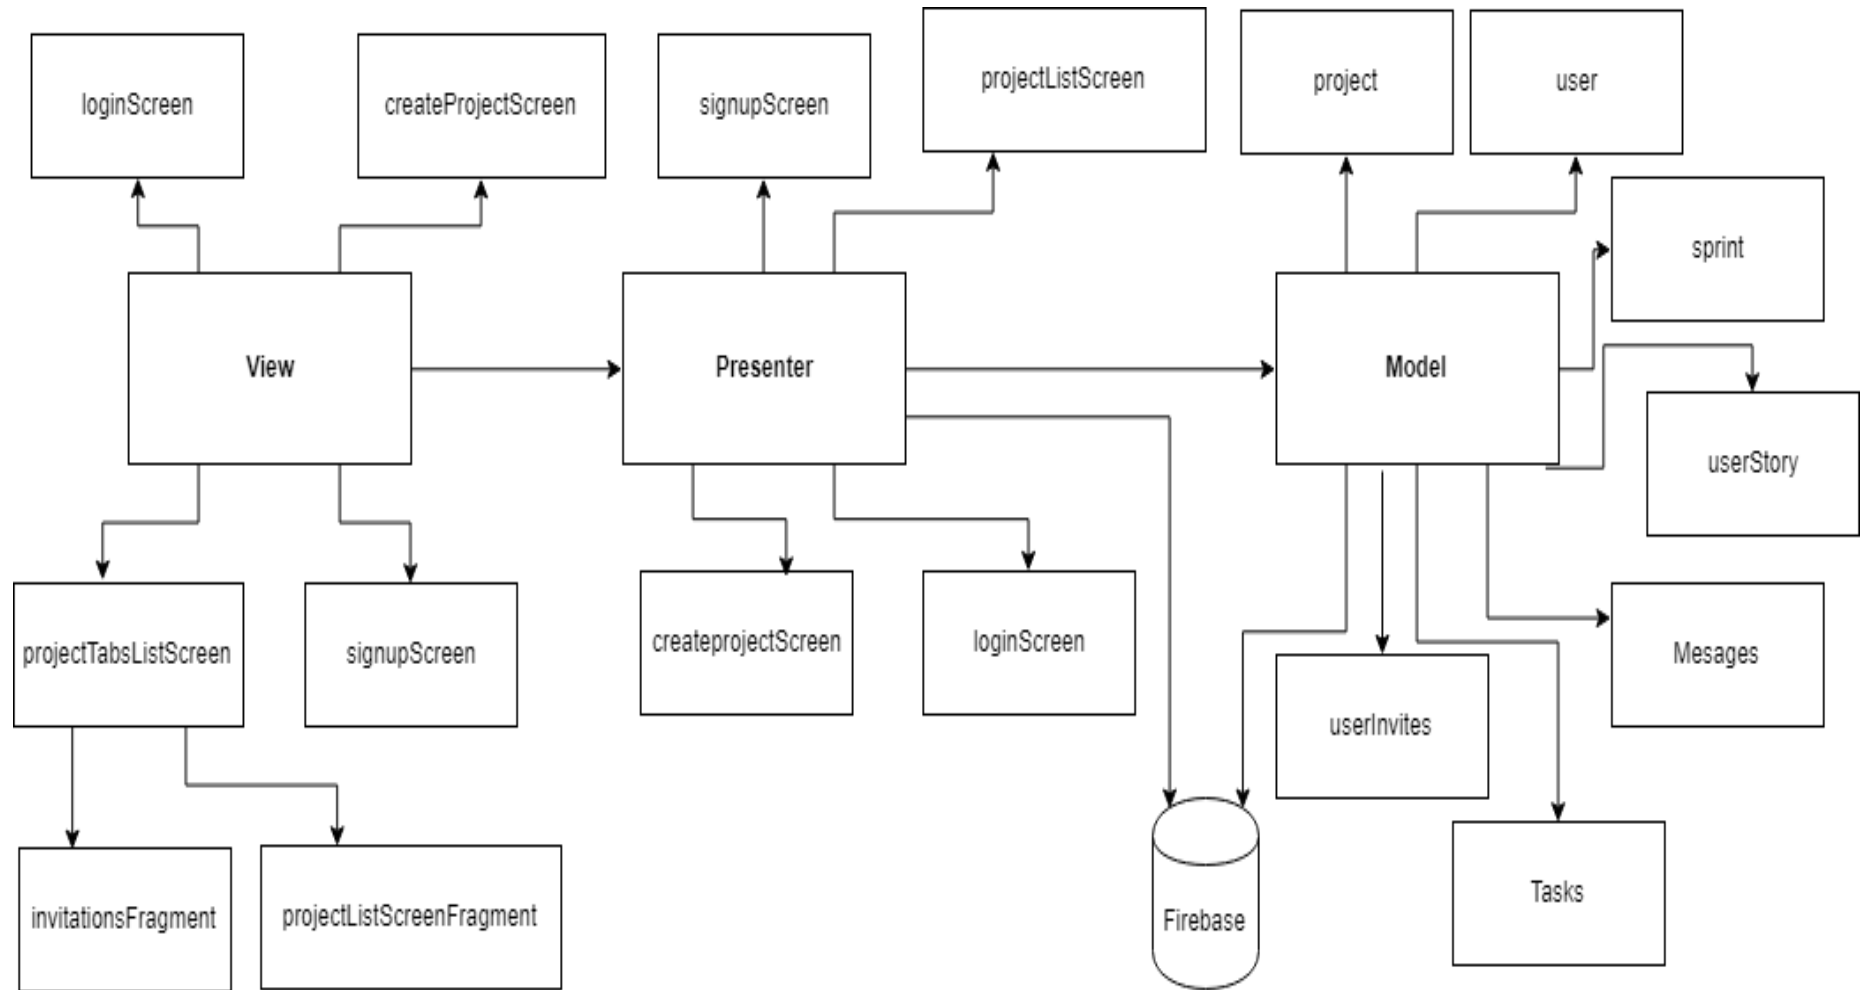 loginScreen
createProjectScreen
signupScreen
projectListScreen
project
user
sprint
View
Presenter
Model
userStory
projectTabsListScreen
signupScreen
createprojectScreen
loginScreen
Mesages
userInvites
Tasks
invitationsFragment
projectListScreenFragment
Firebase